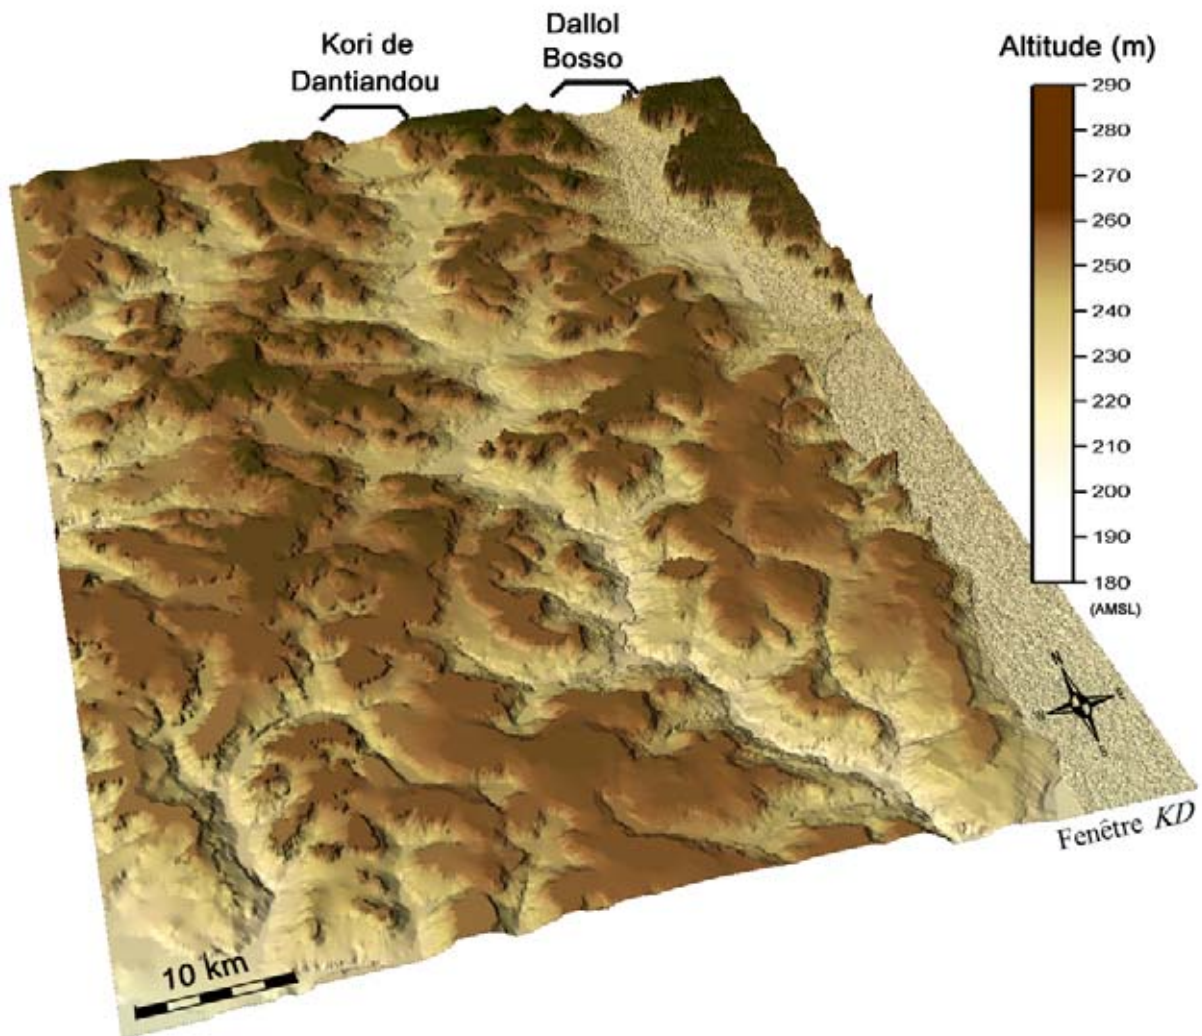 Kori de
Dantiandou
Dallol
Bosso
Altitude (m)
290
280
270
260
250
240
230
220
210
200
190
180
(AMSL)
N
E
S
Fenêtre KD
10 km